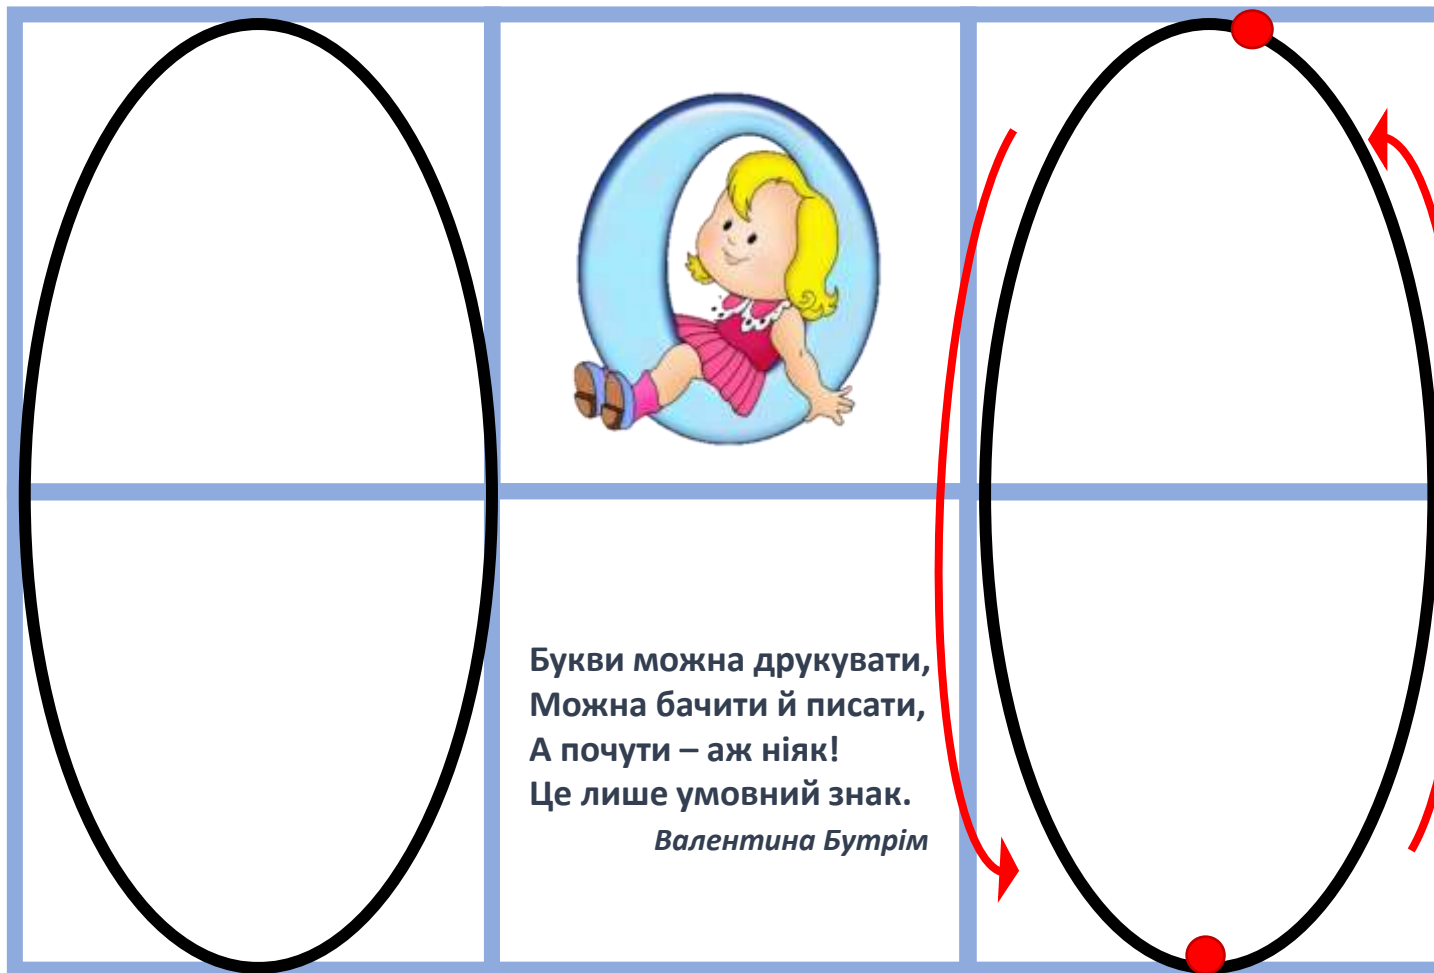 Букви можна друкувати,
Можна бачити й писати,
А почути – аж ніяк!
Це лише умовний знак.
Валентина Бутрім